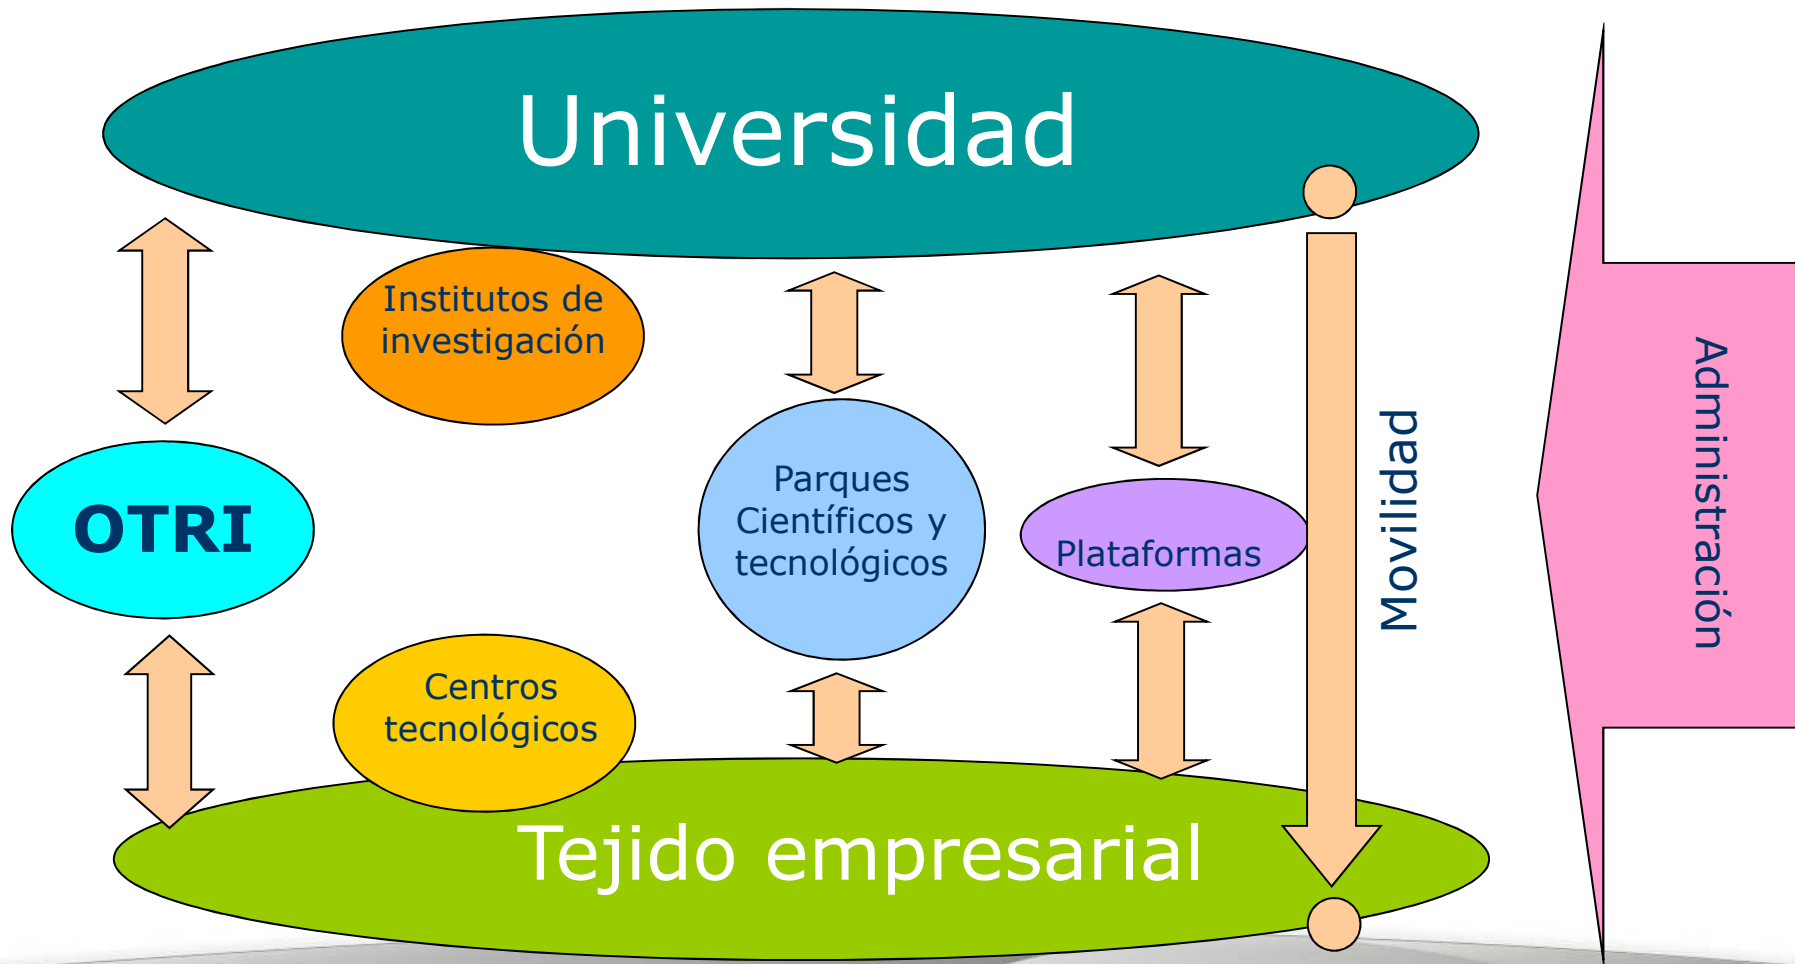 Universidad
Institutos de
investigación
OTRI
Parques
Científicos y
tecnológicos
Plataformas
Movilidad
Administración
Centros
tecnológicos
Tejido empresarial